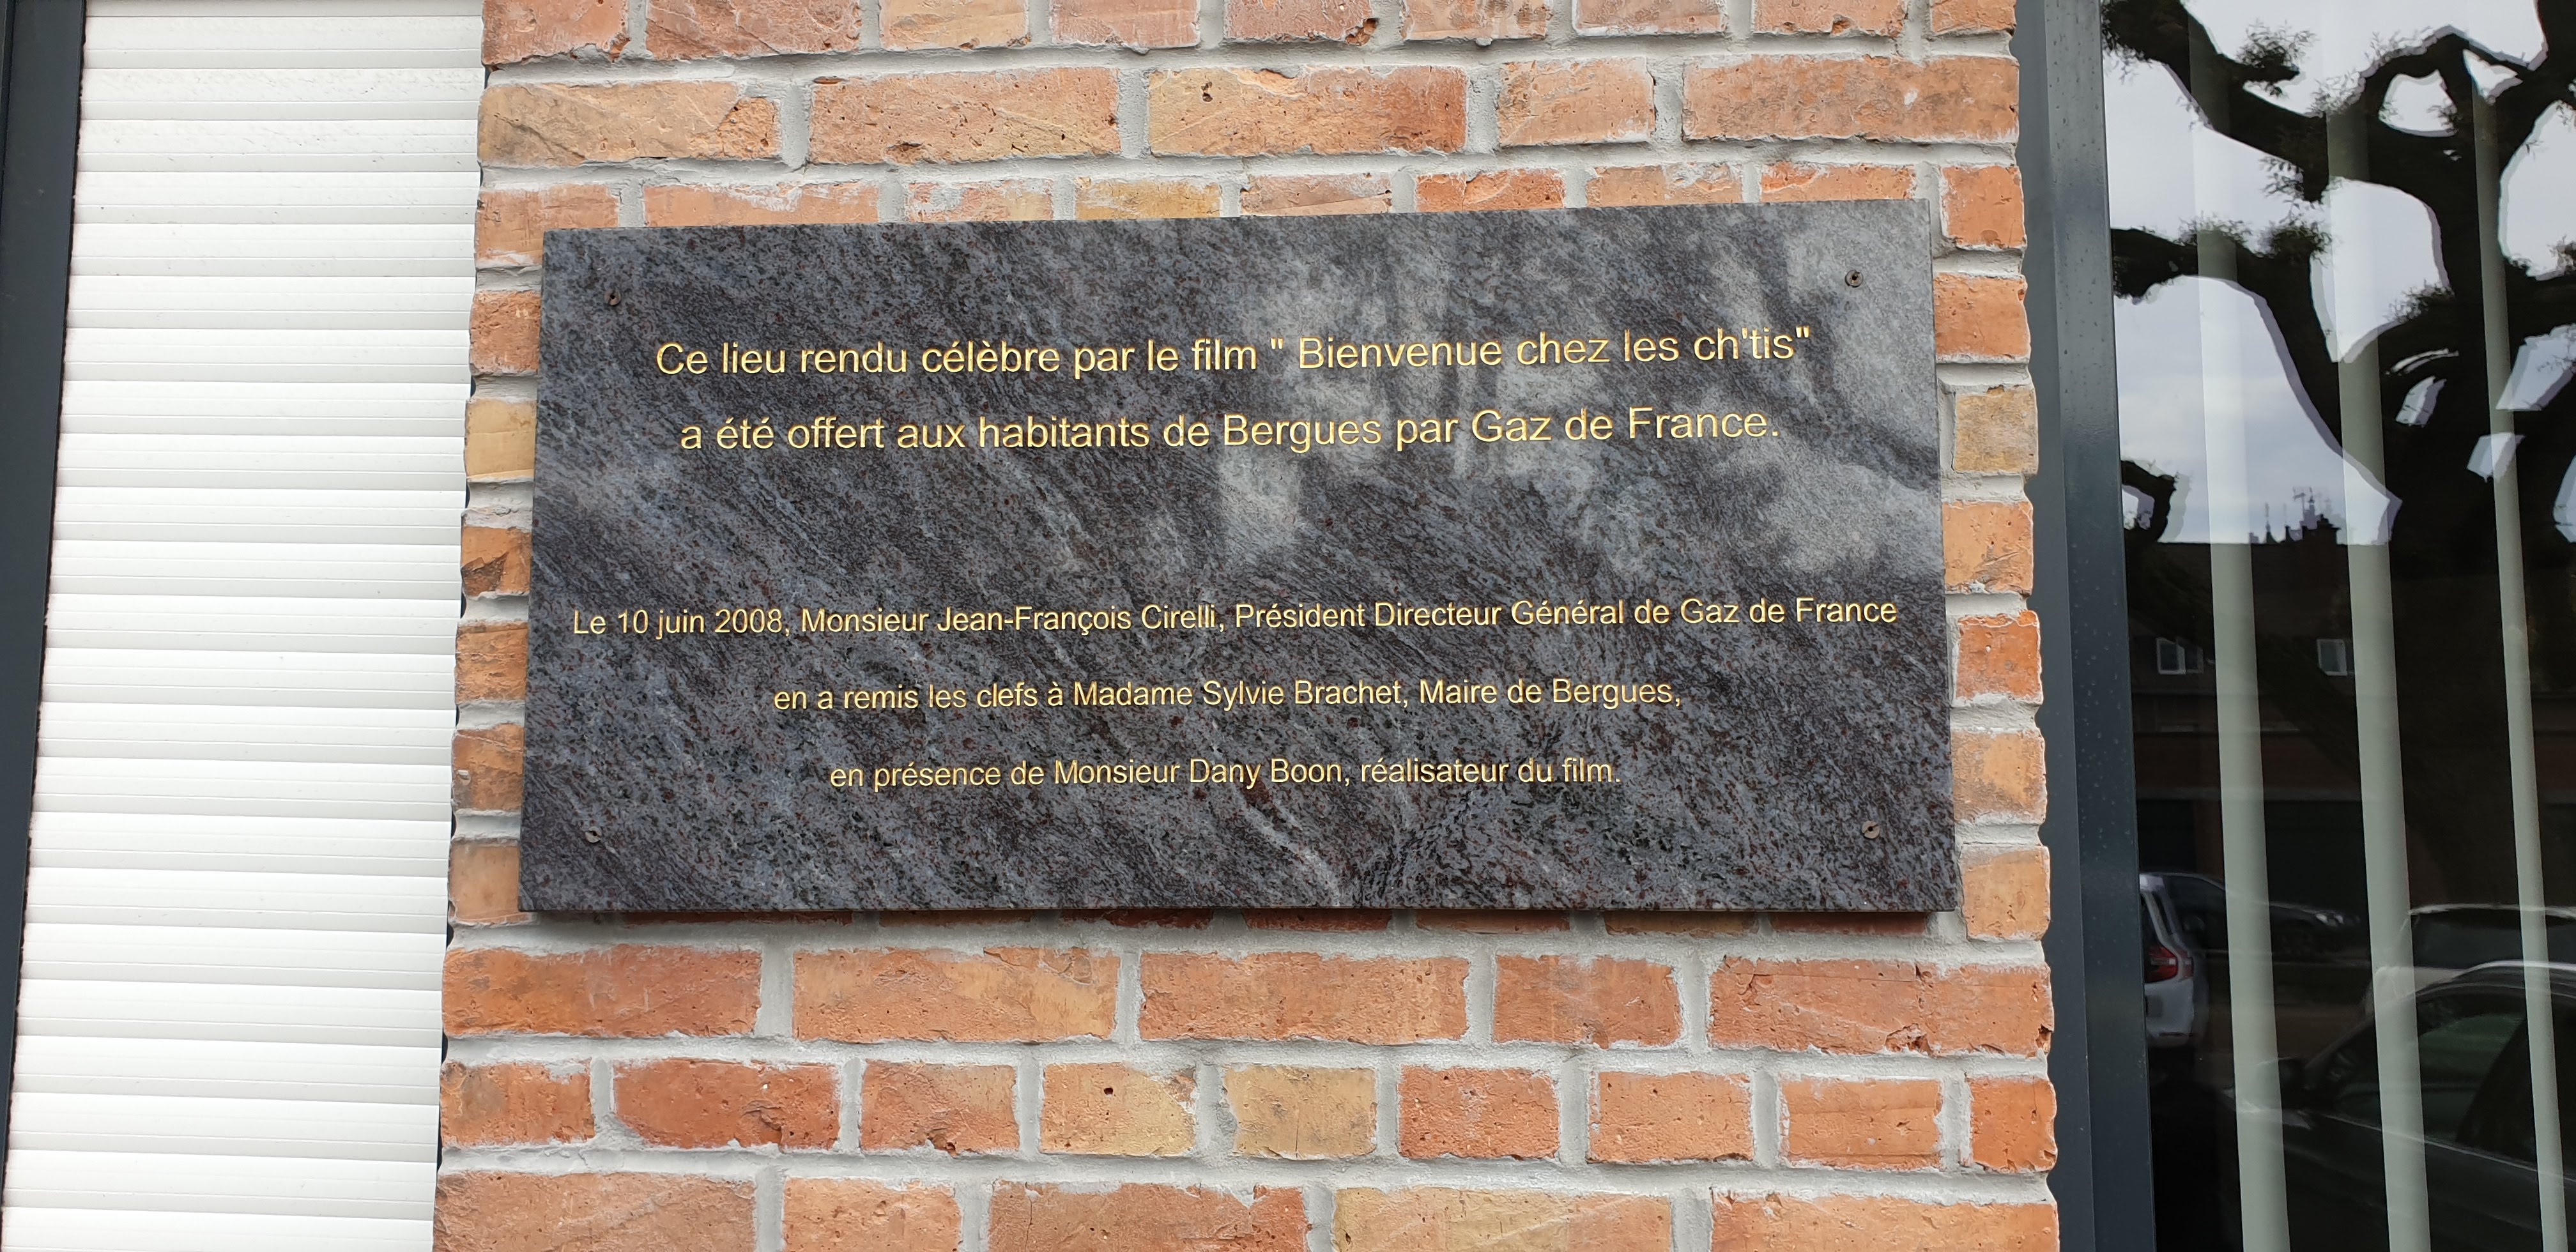 Ce lieu rendu célèbre par le film " Bienvenue chez les ch'tis"
a été offert aux habitants de Bergues par Gaz de France.
Le 10 juin 2008, Monsieur Jean-François Cirelli, Président Directeur Général de Gaz de France
en a remis les clefs à Madame Sylvie Brachet, Maire de Bergues,
en présence de Monsieur Dany Boon, réalisateur du film.